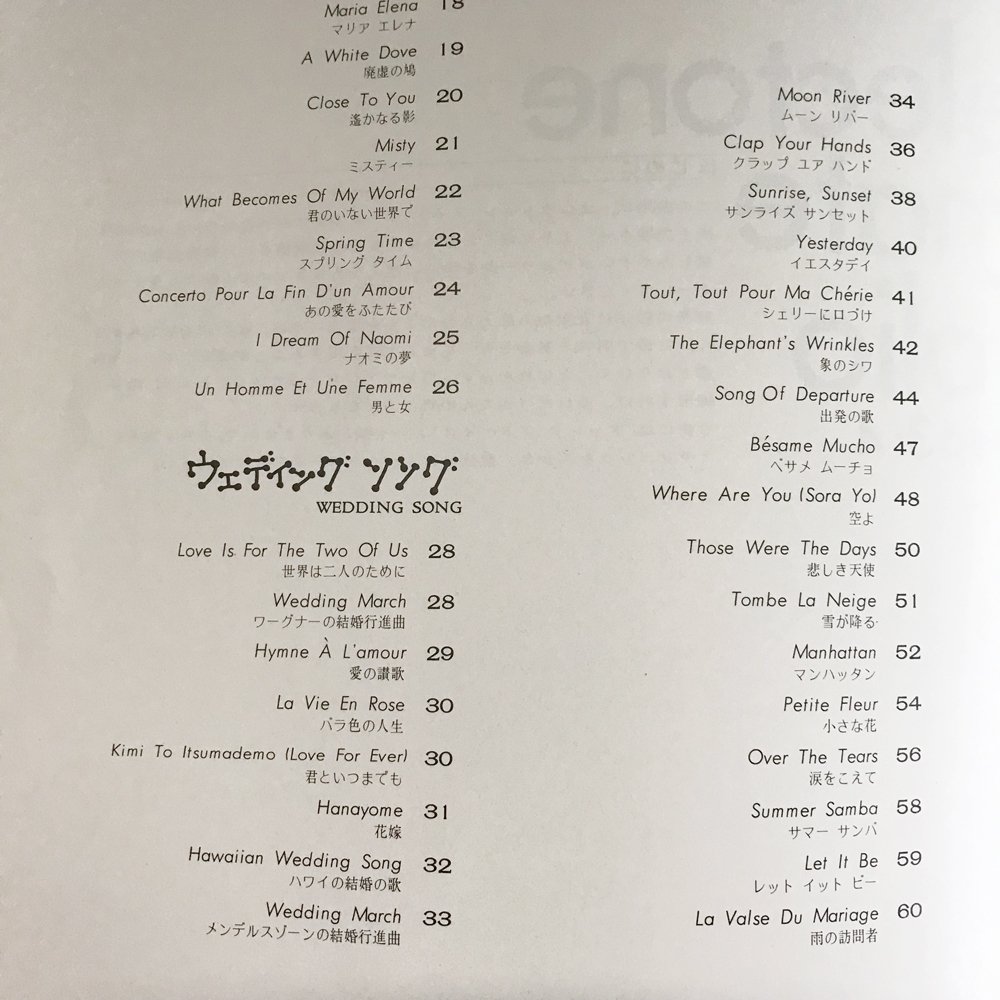 Maria Elena 18
マリア エレナ
A White Dove 19
廃虚の鳩
Close To You 20
遙かなる影
Misty 21
ミスティー
What Becomes Of My World 22
君のいない世界で
Spring Time 23
スプリング タイム
Concerto Pour La Fin D'un Amour 24
あの愛をふたたび
I Dream Of Naomi 25
ナオミの夢
Un Homme Et Une Femme 26
男と女
ウェディング ソング
WEDDING SONG
Love Is For The Two Of Us 28
世界は二人のために
Wedding March 28
ワーグナーの結婚行進曲
Hymne À L'amour 29
愛の讃歌
La Vie En Rose 30
バラ色の人生
Kimi To Itsumademo (Love For Ever) 30
君といつまでも
Hanayome 31
花嫁
Hawaiian Wedding Song 32
ハワイの結婚の歌
Wedding March 33
メンデルスゾーンの結婚行進曲
Moon River 34
ムーン リバー
Clap Your Hands 36
クラップ ユア ハンド
Sunrise, Sunset 38
サンライズ サンセット
Yesterday 40
イエスタデイ
Tout, Tout Pour Ma Chérie 41
シェリーに口づけ
The Elephant's Wrinkles 42
象のシワ
Song Of Departure 44
出発の歌
Bésame Mucho 47
ベサメ ムーチョ
Where Are You (Sora Yo) 48
空よ
Those Were The Days 50
悲しき天使
Tombe La Neige 51
雪が降る
Manhattan 52
マンハッタン
Petite Fleur 54
小さな花
Over The Tears 56
涙をこえて
Summer Samba 58
サマー サンバ
Let It Be 59
レット イット ビー
La Valse Du Mariage 60
雨の訪問者